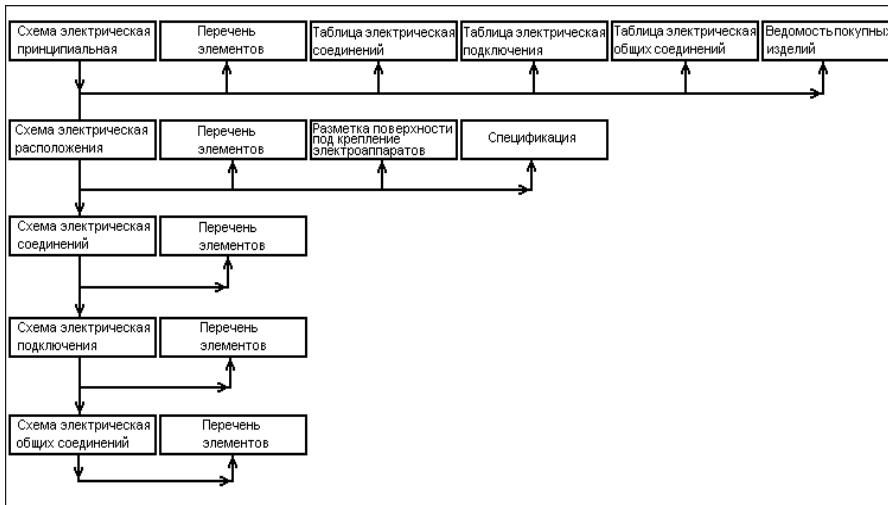 Схема электрическая
принципиальная
Перечень
элементов
Таблица электрическая
соединений
Таблица электрическая
подключения
Таблица электрическая
общих соединений
Ведомость покупных
изделий
Схема электрическая
расположения
Перечень
элементов
Разметка поверхности
под крепление
электроаппаратов
Спецификация
Схема электрическая
соединений
Перечень
элементов
Схема электрическая
подключения
Перечень
элементов
Схема электрическая
общих соединений
Перечень
элементов